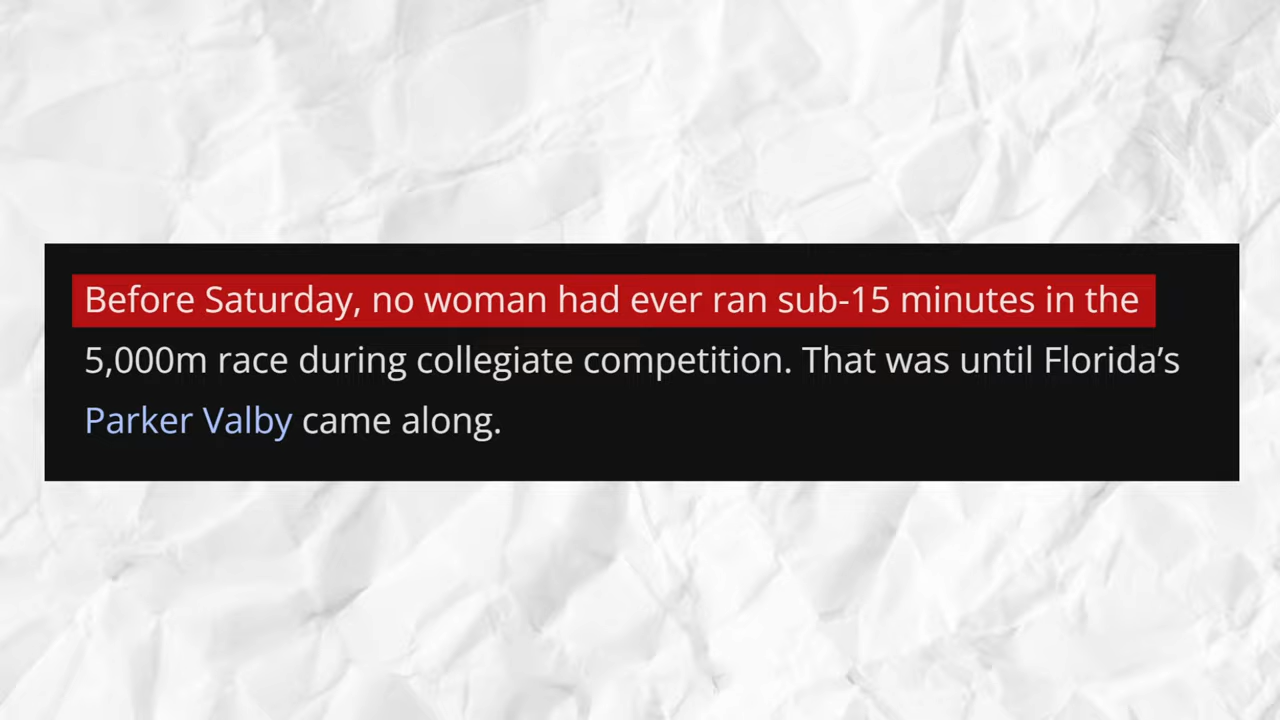 Before Saturday, no woman had ever ran sub-15 minutes in the
5,000m race during collegiate competition. That was until Florida’s
Parker Valby came along.